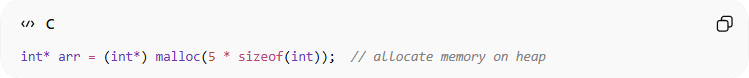 C
int* arr = (int*) malloc(5 * sizeof(int));  // allocate memory on heap